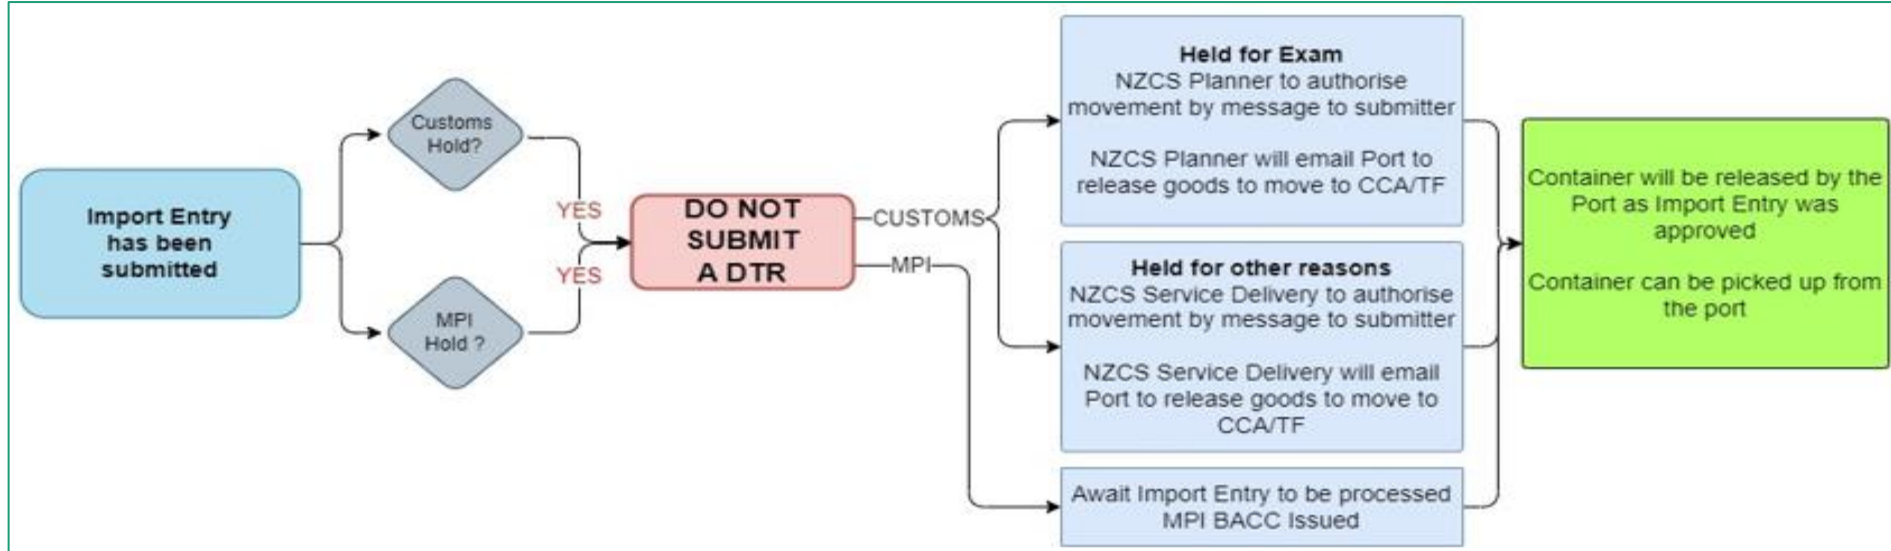 Import Entry
has been
submitted
Customs
Hold?
MPI
Hold ?
YES
YES
DO NOT
SUBMIT
A DTR
CUSTOMS
MPI
Held for Exam
NZCS Planner to authorise
movement by message to submitter
NZCS Planner will email Port to
release goods to move to CCA/TF
Held for other reasons
NZCS Service Delivery to authorise
movement by message to submitter
NZCS Service Delivery will email
Port to release goods to move to
CCA/TF
Await Import Entry to be processed
MPI BACC Issued
Container will be released by the
Port as Import Entry was
approved
Container can be picked up from
the port